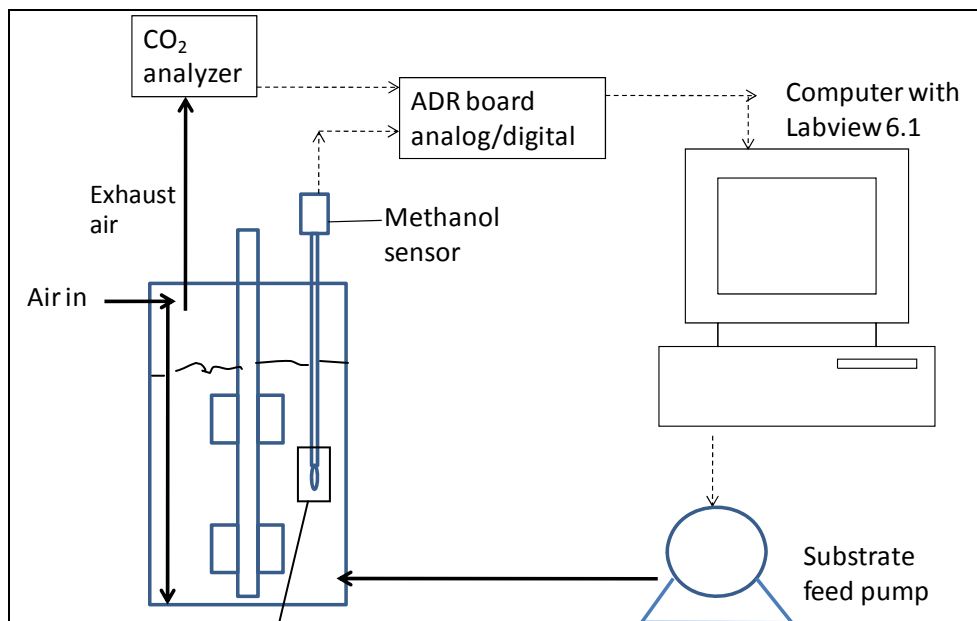 CO₂
analyzer
ADR board
analog/digital
Computer with
Labview 6.1
Exhaust
air
Methanol
sensor
Air in
Substrate
feed pump